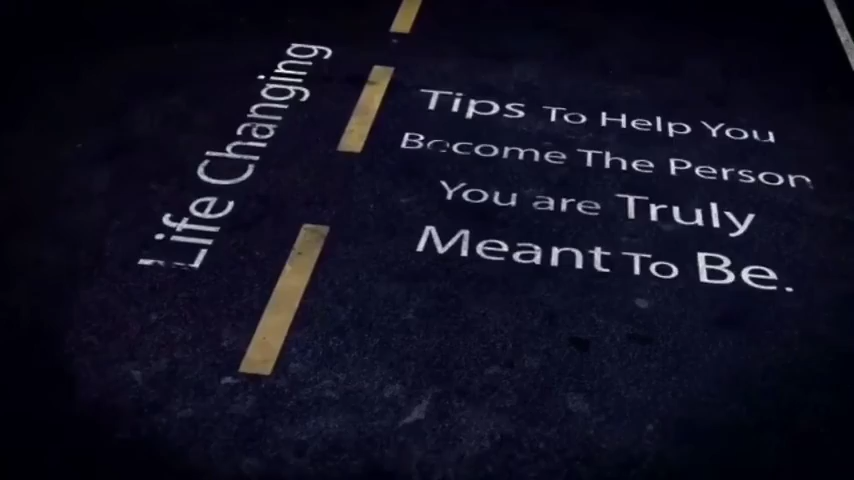 Life Changing
Tips To Help You
Become The Person
You are Truly
Meant To Be.